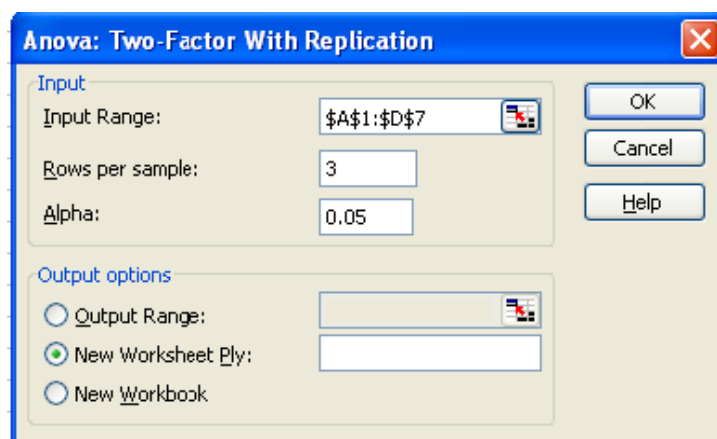 Anova: Two-Factor With Replication
Input
Input Range: $A$1:$D$7
Rows per sample: 3
Alpha: 0.05
OK
Cancel
Help
Output options
Output Range:
New Worksheet Ply:
New Workbook